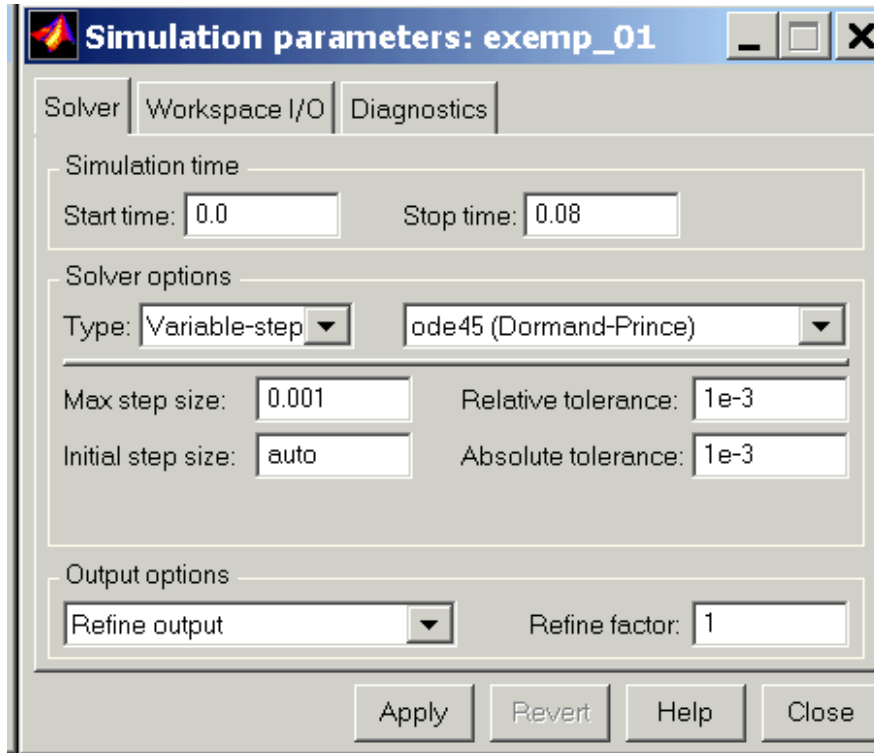 Simulation parameters: exemp_01
Solver Workspace I/O Diagnostics
Simulation time
Start time: 0.0 Stop time: 0.08
Solver options
Type: Variable-step ode45 (Dormand-Prince)
Max step size: 0.001 Relative tolerance: 1e-3
Initial step size: auto Absolute tolerance: 1e-3
Output options
Refine output Refine factor: 1
Apply Revert Help Close